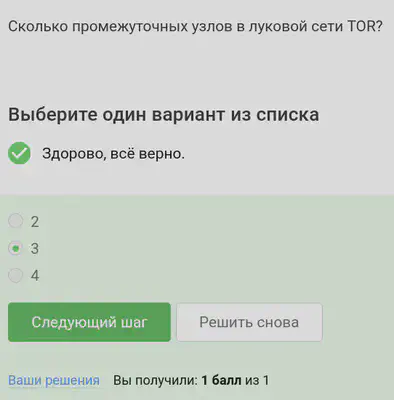 Сколько промежуточных узлов в луковой сети TOR?
Выберите один вариант из списка
Здорово, всё верно.
2
3
4
Следующий шаг
Решить снова
Ваши решения Вы получили: 1 балл из 1